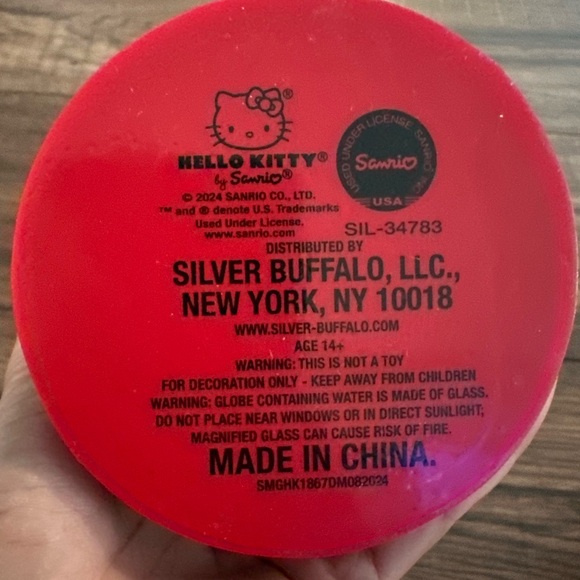 HELLO KITTY®
by Sanrio®
© 2024 SANRIO CO., LTD.
™ and ® denote U.S. Trademarks
Used Under License.
www.sanrio.com
USED UNDER LICENSE SANRIO
Sanrio
USA
SIL-34783
DISTRIBUTED BY
SILVER BUFFALO, LLC.,
NEW YORK, NY 10018
WWW.SILVER-BUFFALO.COM
AGE 14+
WARNING: THIS IS NOT A TOY
FOR DECORATION ONLY - KEEP AWAY FROM CHILDREN
WARNING: GLOBE CONTAINING WATER IS MADE OF GLASS.
DO NOT PLACE NEAR WINDOWS OR IN DIRECT SUNLIGHT;
MAGNIFIED GLASS CAN CAUSE RISK OF FIRE.
MADE IN CHINA.
SMGHK1867DM082024